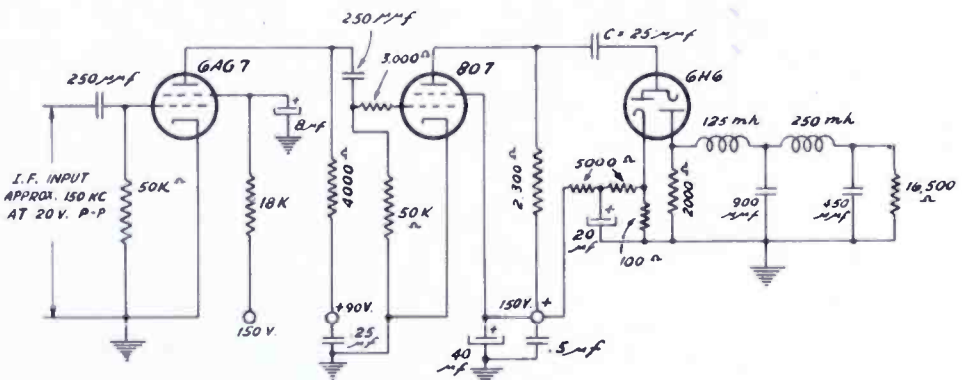 250 μμf
6AG7
250 μμf
3,000 Ω
807
C = 25 μμf
6H6
125 mh
250 mh
+
8 μf
I.F. INPUT
APPROX. 150 KC
AT 20 V. P-P
50K Ω
18K
4000 Ω
50K
Ω
2,300 Ω
5000 Ω
2000 Ω
900
μμf
450
μμf
16,500
Ω
+
20
μf
100 Ω
150 V.
+90V.
.25
μf
150V.
+
+
40
μf
.5 μf